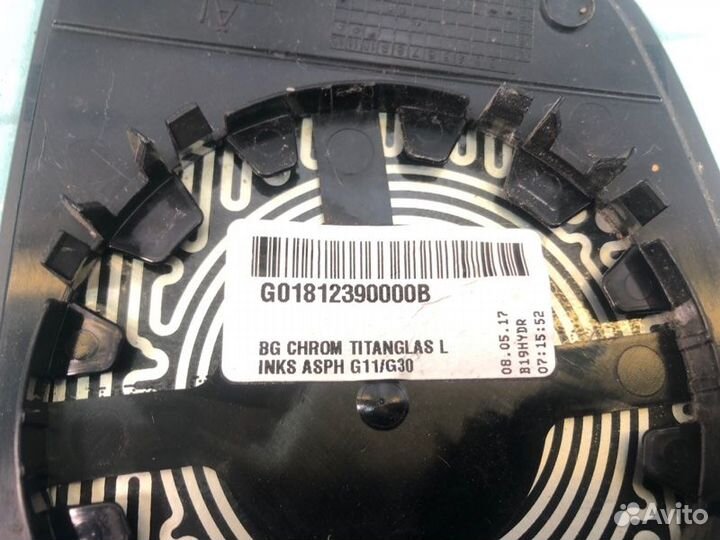 G01812390000B
BG CHROM TITANGLAS L
INKS ASPH G11/G30
08.05.17
B19HYDR
07:15:52
Avito